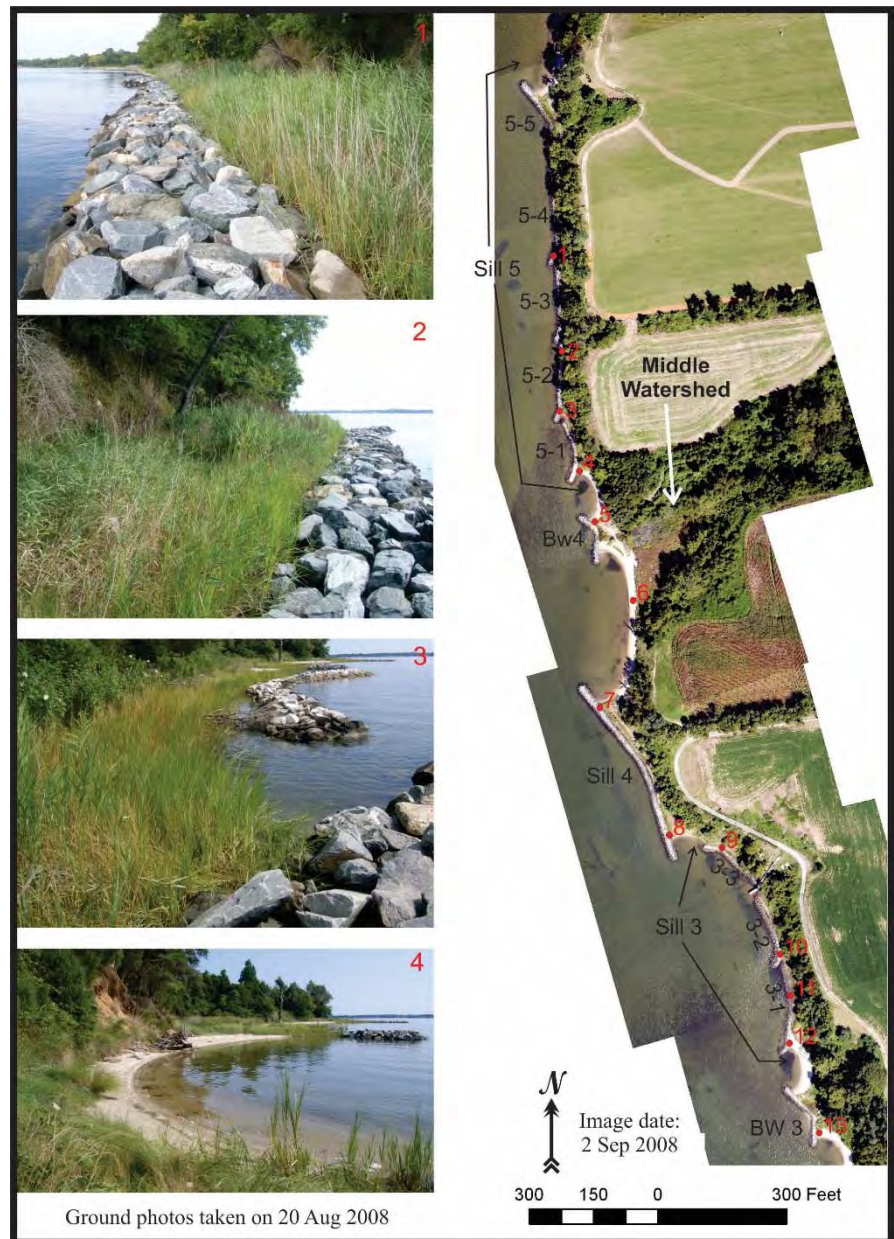 1
2
3
4
Ground photos taken on 20 Aug 2008
5-5
5-4
1
Sill 5
5-3
2
5-2
Middle
Watershed
3
5-1
4
5
Bw4
6
7
Sill 4
8
9
3-3
Sill 3
3-2
10
3-1
11
12
N
Image date:
2 Sep 2008
BW 3
13
300 150 0 300 Feet